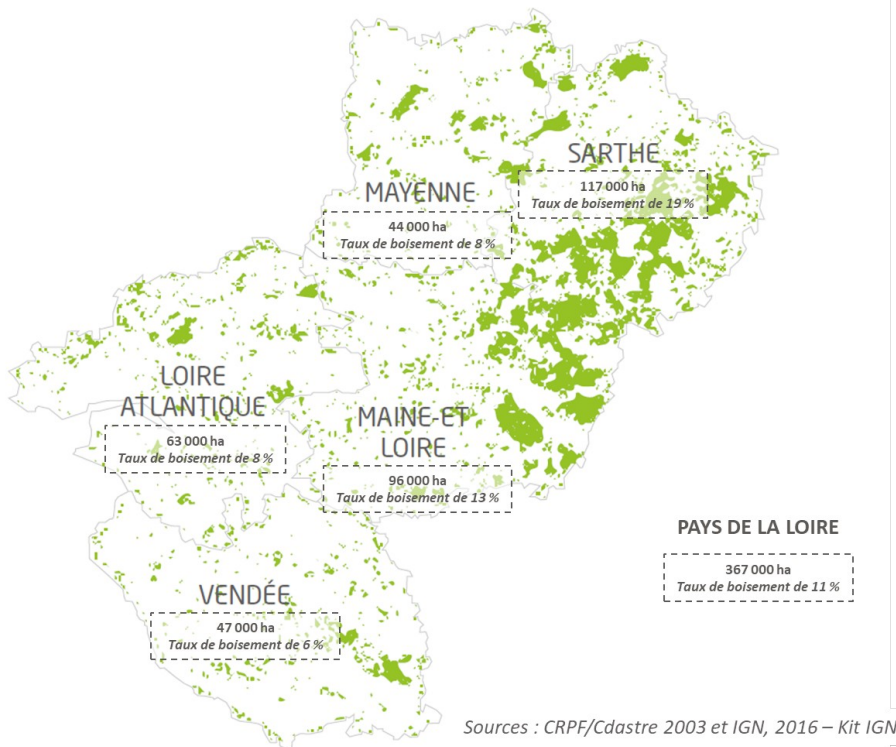 SARTHE
117 000 ha
Taux de boisement de 19 %
MAYENNE
44 000 ha
Taux de boisement de 8 %
LOIRE
ATLANTIQUE
63 000 ha
Taux de boisement de 8 %
MAINE-ET
LOIRE
96 000 ha
Taux de boisement de 13 %
PAYS DE LA LOIRE
367 000 ha
Taux de boisement de 11 %
VENDÉE
47 000 ha
Taux de boisement de 6 %
Sources : CRPF/Cdastre 2003 et IGN, 2016 – Kit IGN